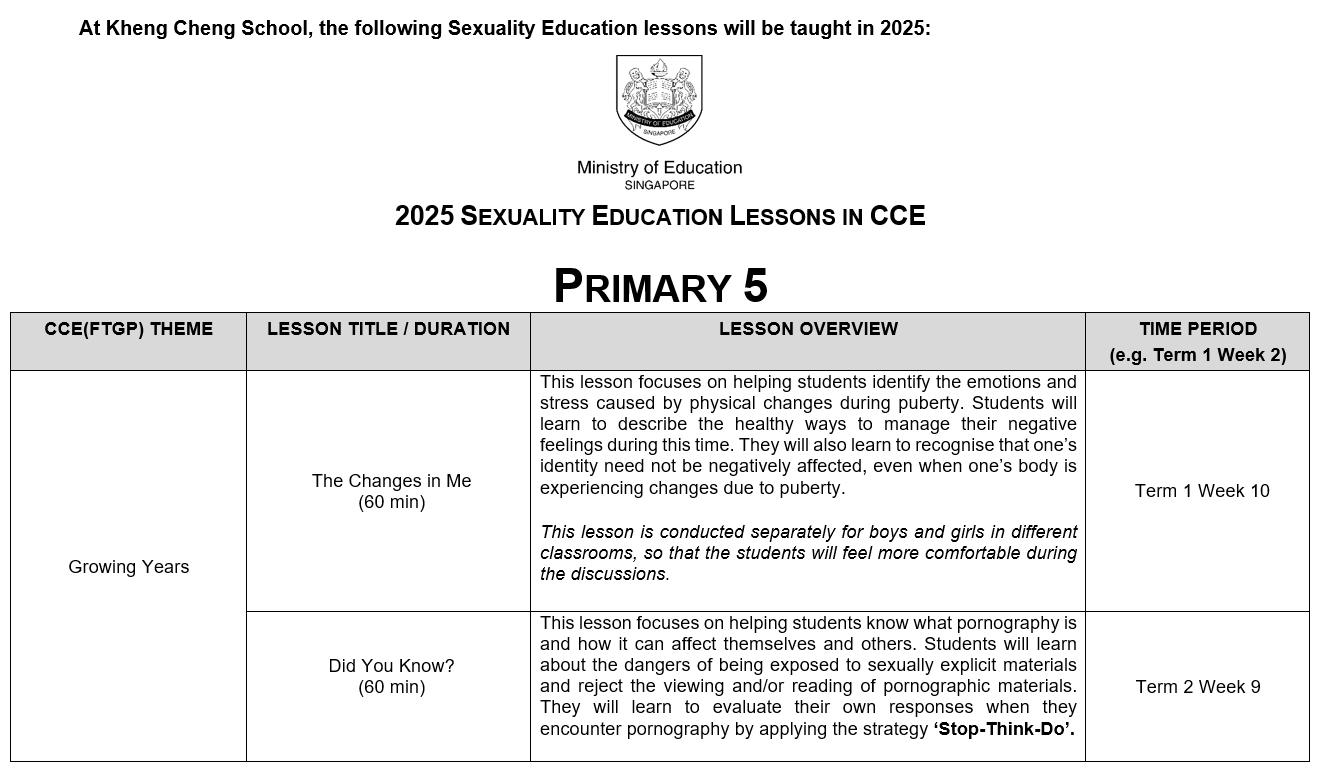 At Kheng Cheng School, the following Sexuality Education lessons will be taught in 2025:
MINISTRY OF EDUCATION
SINGAPORE
Ministry of Education
SINGAPORE
2025 SEXUALITY EDUCATION LESSONS IN CCE
PRIMARY 5
CCE(FTGP) THEME
LESSON TITLE / DURATION
LESSON OVERVIEW
TIME PERIOD
(e.g. Term 1 Week 2)
Growing Years
The Changes in Me
(60 min)
This lesson focuses on helping students identify the emotions and
stress caused by physical changes during puberty. Students will
learn to describe the healthy ways to manage their negative
feelings during this time. They will also learn to recognise that one’s
identity need not be negatively affected, even when one’s body is
experiencing changes due to puberty.
This lesson is conducted separately for boys and girls in different
classrooms, so that the students will feel more comfortable during
the discussions.
Term 1 Week 10
Did You Know?
(60 min)
This lesson focuses on helping students know what pornography is
and how it can affect themselves and others. Students will learn
about the dangers of being exposed to sexually explicit materials
and reject the viewing and/or reading of pornographic materials.
They will learn to evaluate their own responses when they
encounter pornography by applying the strategy ‘Stop-Think-Do’.
Term 2 Week 9